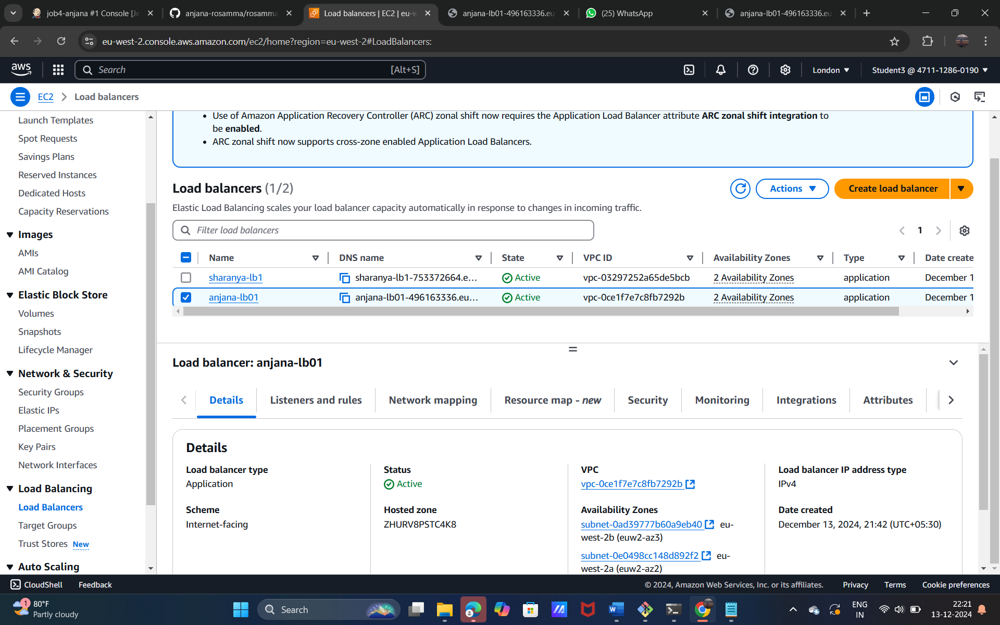 job4-anjana #1 Console [Je
anjana-rosamma/rosamma
Load balancers | EC2 | eu-w
anjana-lb01-496163336.eu
(25) WhatsApp
anjana-lb01-496163336.eu
eu-west-2.console.aws.amazon.com/ec2/home?region=eu-west-2#LoadBalancers:
aws
Search [Alt+S]
London
Student3 @ 4711-1286-0190
EC2 Load balancers
Launch Templates
Spot Requests
Savings Plans
Reserved Instances
Dedicated Hosts
Capacity Reservations
Images
AMIs
AMI Catalog
Elastic Block Store
Volumes
Snapshots
Lifecycle Manager
Network & Security
Security Groups
Elastic IPs
Placement Groups
Key Pairs
Network Interfaces
Load Balancing
Load Balancers
Target Groups
Trust Stores New
Auto Scaling
• Use of Amazon Application Recovery Controller (ARC) zonal shift now requires the Application Load Balancer attribute ARC zonal shift integration to
be enabled.
• ARC zonal shift now supports cross-zone enabled Application Load Balancers.
Load balancers (1/2)
Actions
Create load balancer
Elastic Load Balancing scales your load balancer capacity automatically in response to changes in incoming traffic.
Filter load balancers
1
Name DNS name State VPC ID Availability Zones Type Date create
sharanya-lb1 sharanya-lb1-753372664.e... Active vpc-03297252a65de5bcb 2 Availability Zones application December 1
anjana-lb01 anjana-lb01-496163336.eu... Active vpc-0ce1f7e7c8fb7292b 2 Availability Zones application December 1
Load balancer: anjana-lb01
Details Listeners and rules Network mapping Resource map - new Security Monitoring Integrations Attributes
Details
Load balancer type
Application
Scheme
Internet-facing
Status
Active
Hosted zone
ZHURV8PSTC4K8
VPC
vpc-0ce1f7e7c8fb7292b
Availability Zones
subnet-0ad39777b60a9eb40 eu-
west-2b (euw2-az3)
subnet-0e0498cc148d892f2 eu-
west-2a (euw2-az2)
Load balancer IP address type
IPv4
Date created
December 13, 2024, 21:42 (UTC+05:30)
CloudShell Feedback
© 2024, Amazon Web Services, Inc. or its affiliates. Privacy Terms Cookie preferences
1
80°F
Partly cloudy
Search
ENG
IN
22:21
13-12-2024